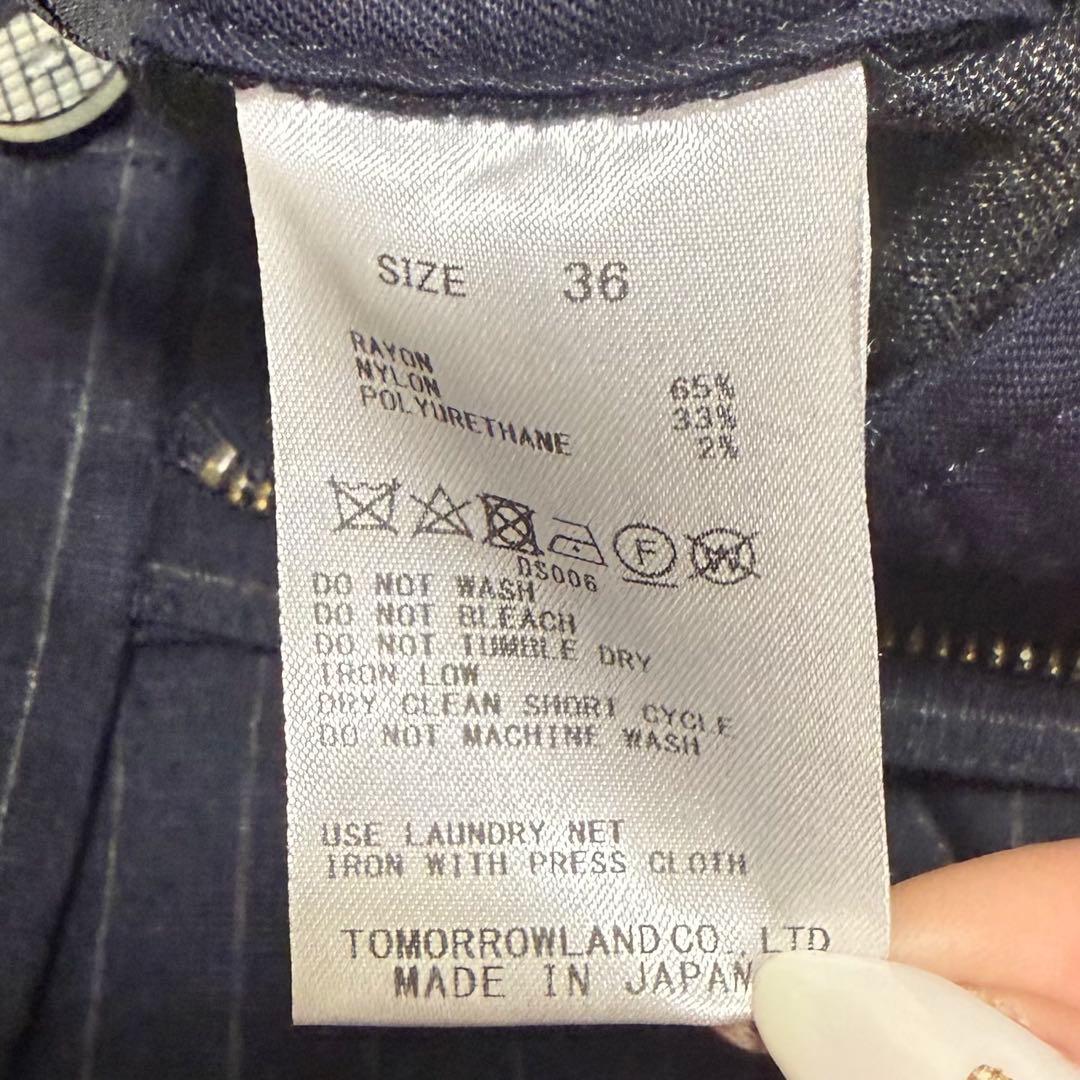 SIZE 36
RAYON 65%
NYLON 33%
POLYURETHANE 2%
F W
DS006
DO NOT WASH
DO NOT BLEACH
DO NOT TUMBLE DRY
IRON LOW
DRY CLEAN SHORT CYCLE
DO NOT MACHINE WASH
USE LAUNDRY NET
IRON WITH PRESS CLOTH
TOMORROWLAND CO., LTD
MADE IN JAPAN